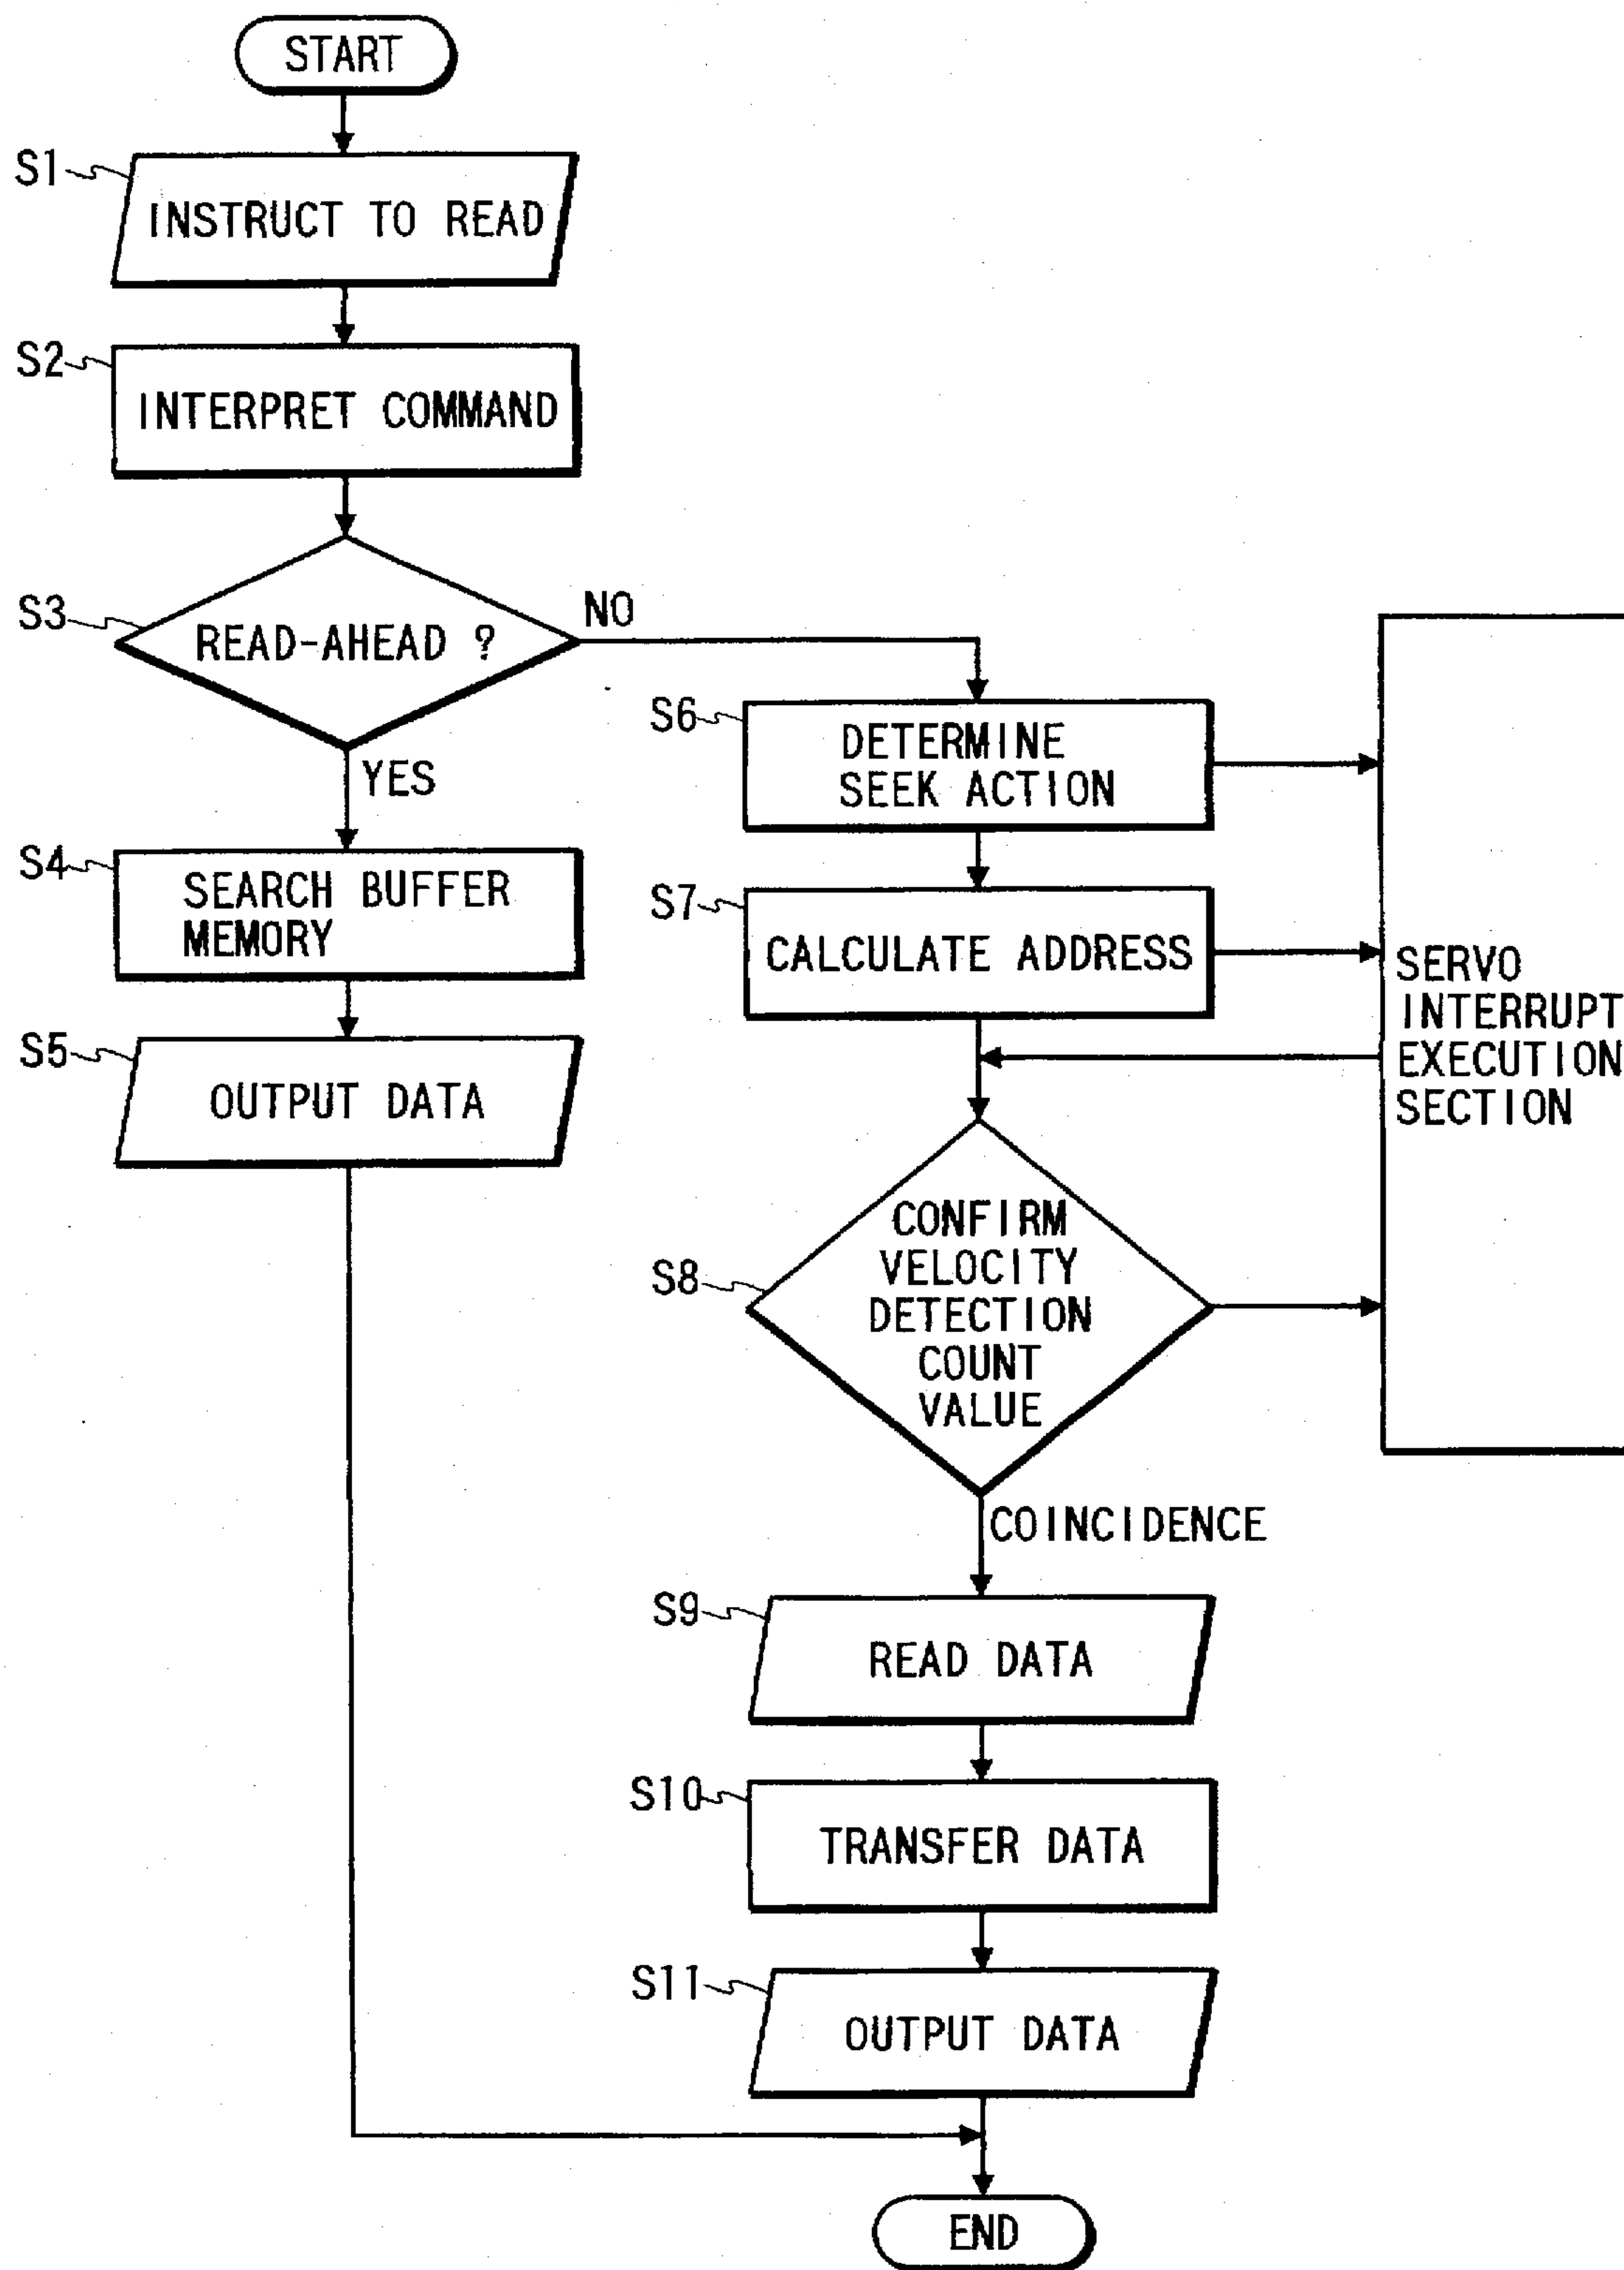 START
S1
INSTRUCT TO READ
S2
INTERPRET COMMAND
S3
READ-AHEAD ?
NO
YES
S4
SEARCH BUFFER
MEMORY
S5
OUTPUT DATA
S6
DETERMINE
SEEK ACTION
S7
CALCULATE ADDRESS
SERVO
INTERRUPT
EXECUTION
SECTION
S8
CONFIRM
VELOCITY
DETECTION
COUNT
VALUE
COINCIDENCE
S9
READ DATA
S10
TRANSFER DATA
S11
OUTPUT DATA
END